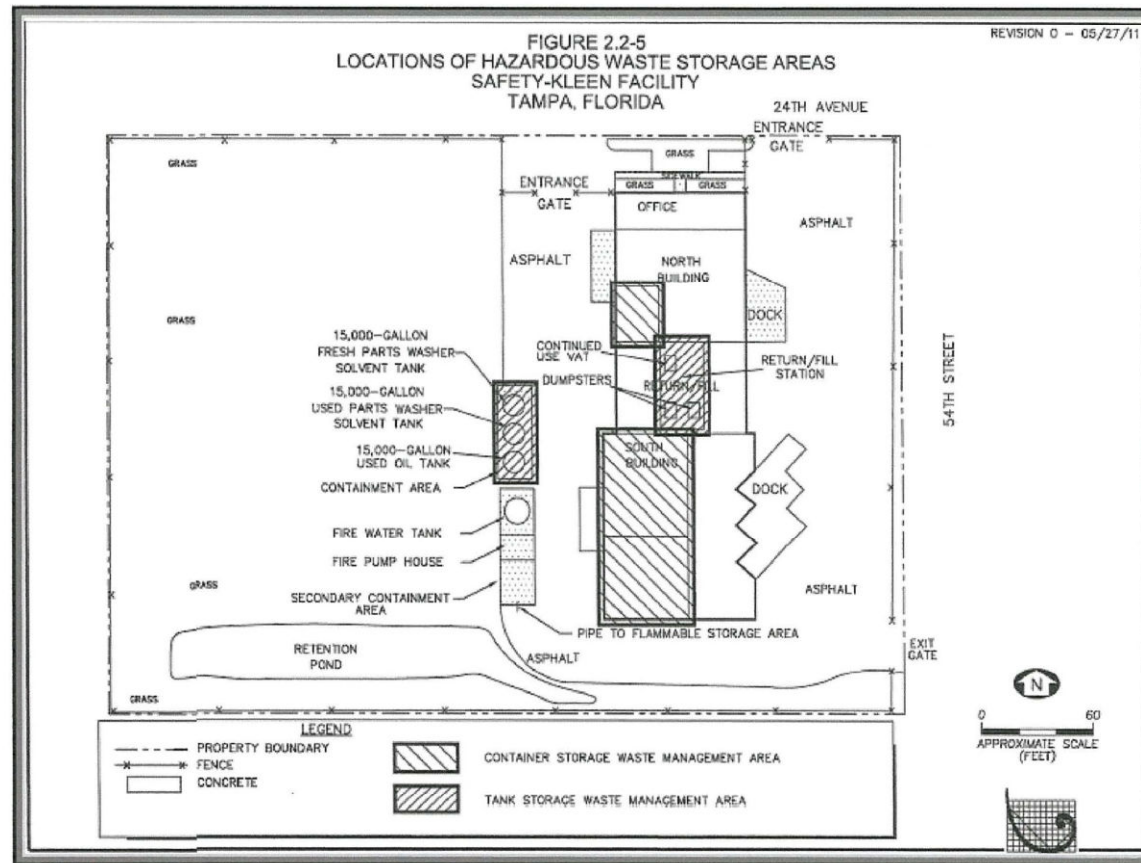 REVISION 0 – 05/27/11
FIGURE 2.2-5
LOCATIONS OF HAZARDOUS WASTE STORAGE AREAS
SAFETY-KLEEN FACILITY
TAMPA, FLORIDA
24TH AVENUE
ENTRANCE
GATE
GRASS
GRASS
SIDEWALK
GRASS
GRASS
ENTRANCE
GATE
OFFICE
ASPHALT
ASPHALT
NORTH
BUILDING
DOCK
GRASS
15,000-GALLON
FRESH PARTS WASHER
SOLVENT TANK
CONTINUED
USE VAT
RETURN/FILL
STATION
DUMPSTERS
RETURN/FILL
54TH STREET
15,000-GALLON
USED PARTS WASHER
SOLVENT TANK
15,000-GALLON
USED OIL TANK
SOUTH
BUILDING
CONTAINMENT AREA
DOCK
FIRE WATER TANK
FIRE PUMP HOUSE
GRASS
SECONDARY CONTAINMENT
AREA
ASPHALT
PIPE TO FLAMMABLE STORAGE AREA
RETENTION
POND
ASPHALT
EXIT
GATE
GRASS
N
0 60
APPROXIMATE SCALE
(FEET)
LEGEND
PROPERTY BOUNDARY
FENCE
CONCRETE
CONTAINER STORAGE WASTE MANAGEMENT AREA
TANK STORAGE WASTE MANAGEMENT AREA